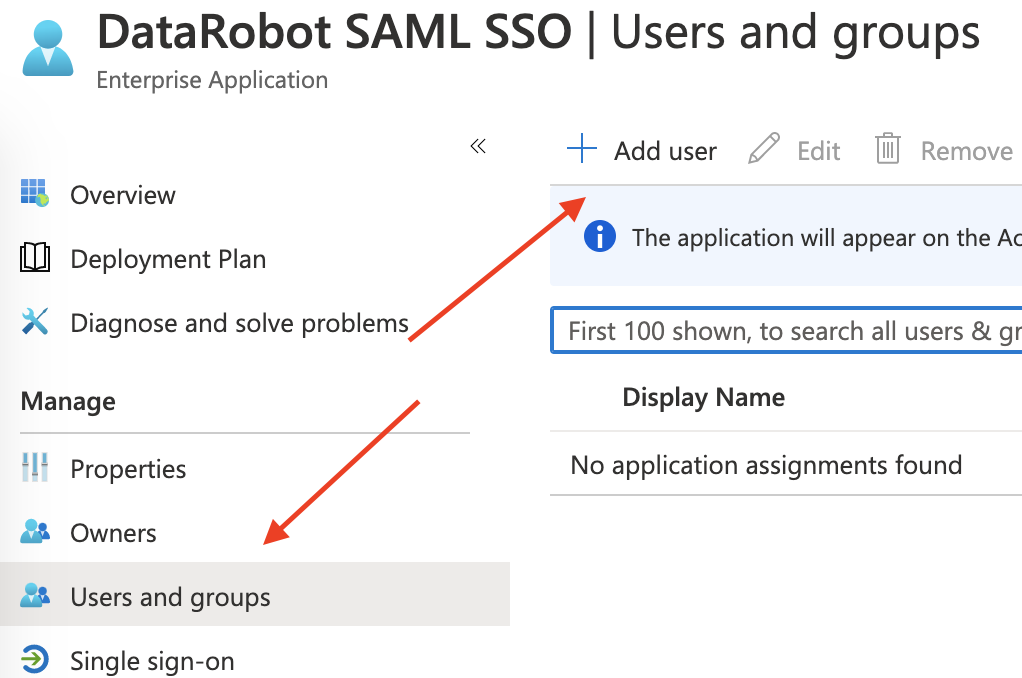 DataRobot SAML SSO | Users and groups
Enterprise Application
«
Overview
Deployment Plan
Diagnose and solve problems
Manage
Properties
Owners
Users and groups
Single sign-on
Add user Edit Remove
The application will appear on the Ac
First 100 shown, to search all users & gr
Display Name
No application assignments found